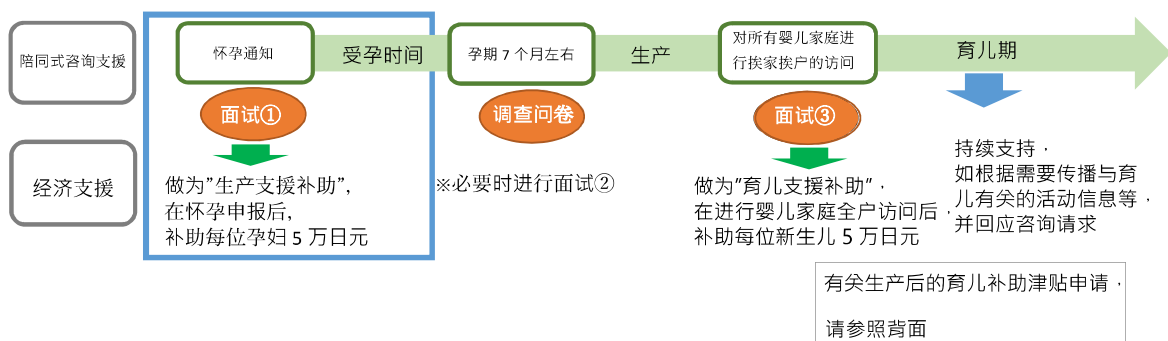 陪同式咨询支援
怀孕通知
受孕时间
孕期 7 个月左右
生产
对所有婴儿家庭进
行挨家挨户的访问
育儿期
面试①
调查问卷
面试③
经济支援
做为”生产支援补助”，
在怀孕申报后，
补助每位孕妇 5 万日元
※必要时进行面试②
做为”育儿支援补助”，
在进行婴儿家庭全户访问后，
补助每位新生儿 5 万日元
持续支持，
如根据需要传播与育
儿有关的活动信息等，
并回应咨询请求
有关生产后的育儿补助津贴申请，
请参照背面